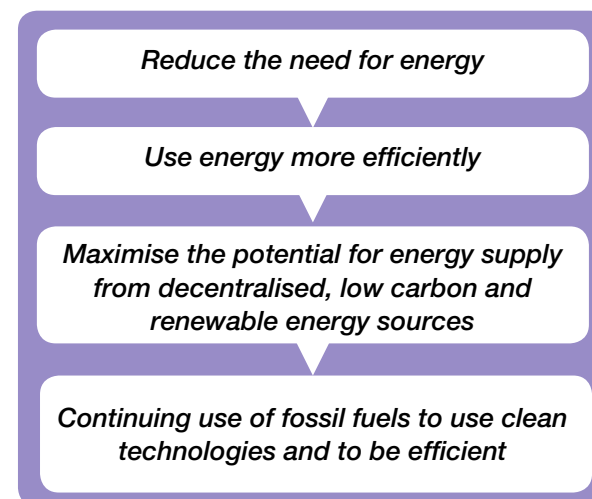 Reduce the need for energy
Use energy more efficiently
Maximise the potential for energy supply
from decentralised, low carbon and
renewable energy sources
Continuing use of fossil fuels to use clean
technologies and to be efficient